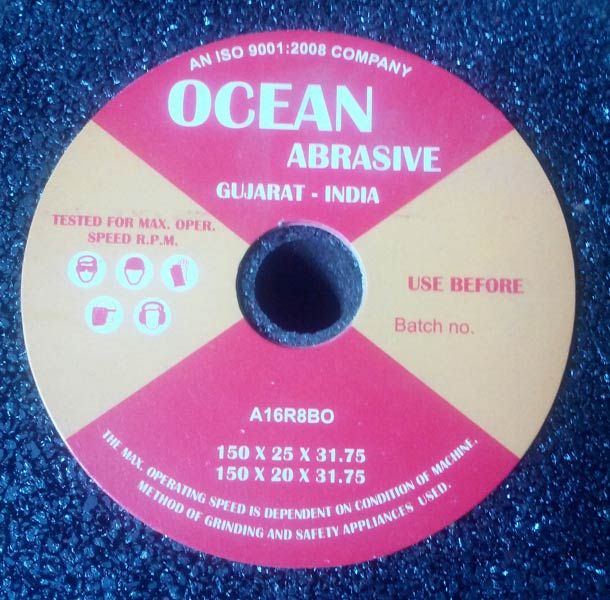 AN ISO 9001:2008 COMPANY
OCEAN
ABRASIVE
GUJARAT - INDIA
TESTED FOR MAX. OPER.
SPEED R.P.M.
USE BEFORE
Batch no.
A16R8BO
150 X 25 X 31.75
150 X 20 X 31.75
THE MAX. OPERATING SPEED IS DEPENDENT ON CONDITION OF MACHINE,
METHOD OF GRINDING AND SAFETY APPLIANCES USED.